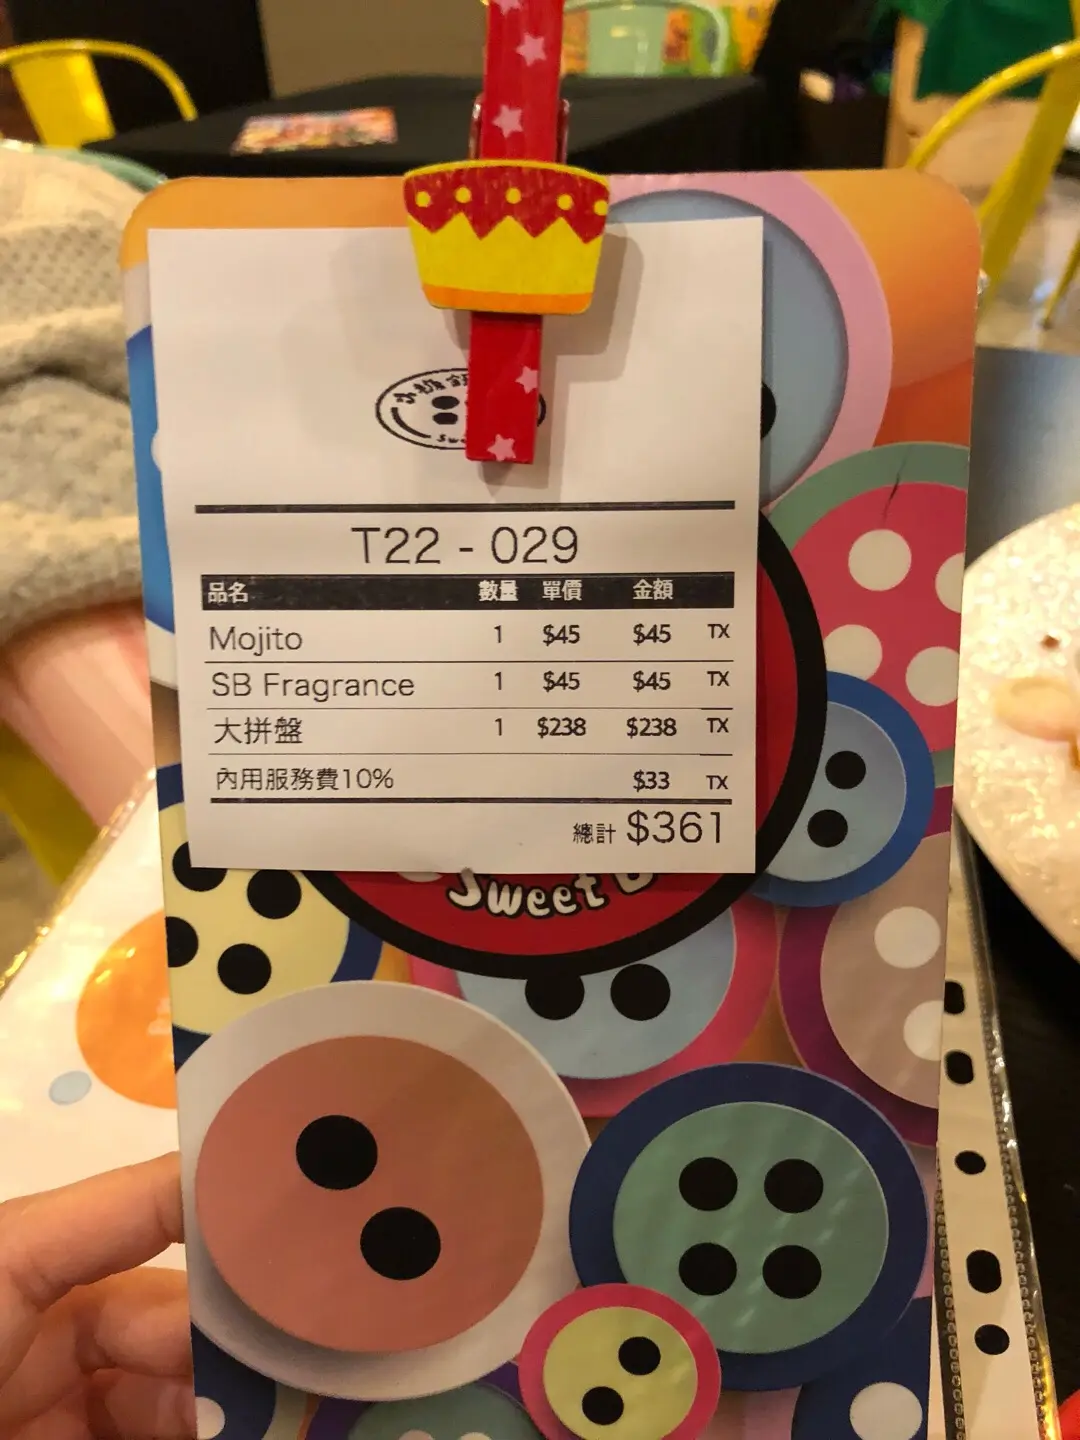 小糖
T22 - 029
品名 數量 單價 金額
Mojito 1 $45 $45 TX
SB Fragrance 1 $45 $45 TX
大拼盤 1 $238 $238 TX
內用服務費10% $33 TX
總計 $361
Sweet